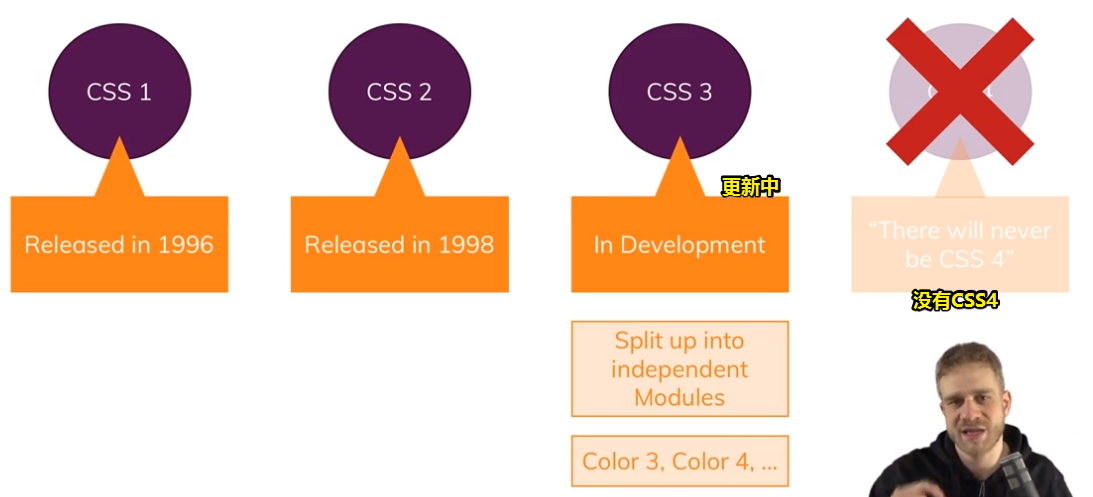 CSS 1
CSS 2
CSS 3
Released in 1996
Released in 1998
更新中
In Development
“There will never
be CSS 4”
没有CSS4
Split up into
independent
Modules
Color 3, Color 4, ...